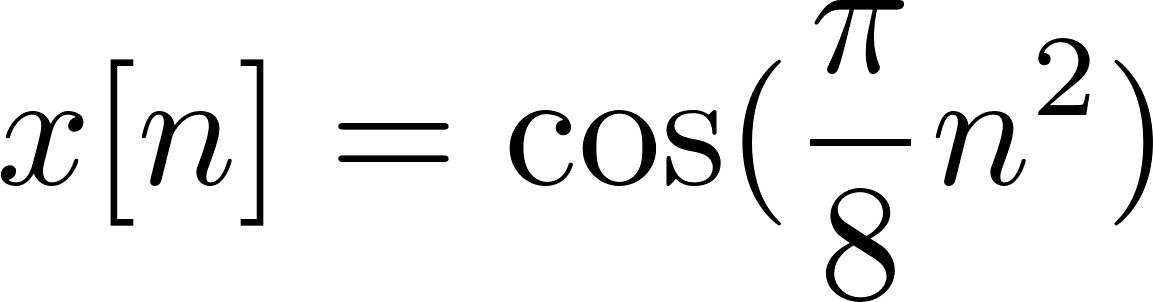 x[n] = cos(π/8 n²)